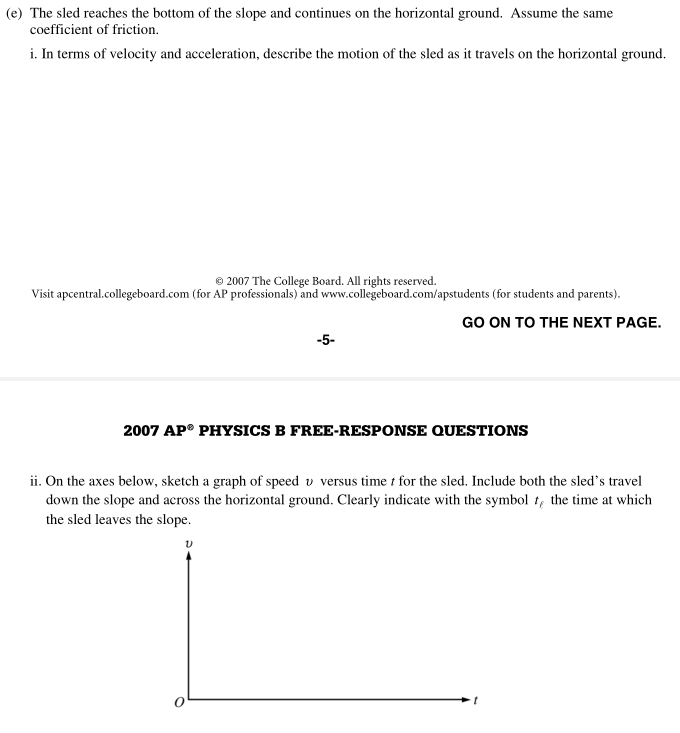 (e) The sled reaches the bottom of the slope and continues on the horizontal ground. Assume the same
coefficient of friction.
i. In terms of velocity and acceleration, describe the motion of the sled as it travels on the horizontal ground.
© 2007 The College Board. All rights reserved.
Visit apcentral.collegeboard.com (for AP professionals) and www.collegeboard.com/apstudents (for students and parents).
GO ON TO THE NEXT PAGE.
-5-
2007 AP® PHYSICS B FREE-RESPONSE QUESTIONS
ii. On the axes below, sketch a graph of speed υ versus time t for the sled. Include both the sled's travel
down the slope and across the horizontal ground. Clearly indicate with the symbol tℓ the time at which
the sled leaves the slope.
υ
O
t